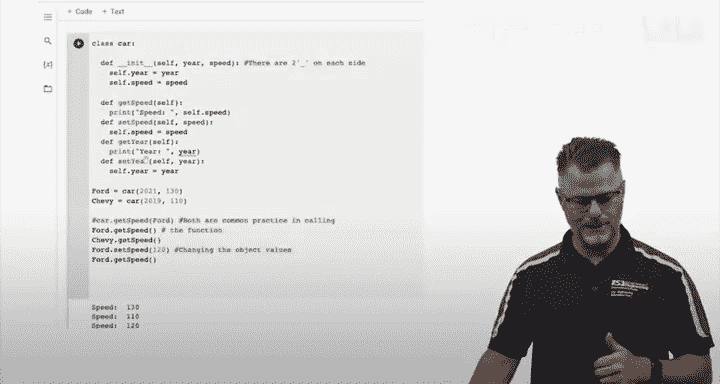 + Code + Text
class car:
def __init__(self, year, speed): #There are 2'_' on each side
self.year = year
self.speed = speed
def getSpeed(self):
print("Speed: ", self.speed)
def setSpeed(self, speed):
self.speed = speed
def getYear(self):
print("Year: ", year)
def setYear(self, year):
self.year = year
Ford = car(2021, 130)
Chevy = car(2019, 110)
#car.getSpeed(Ford) #Both are common practice in calling
Ford.getSpeed() # the function
Chevy.getSpeed()
Ford.setSpeed(120) #Changing the object values
Ford.getSpeed()
Speed: 130
Speed: 110
Speed: 120